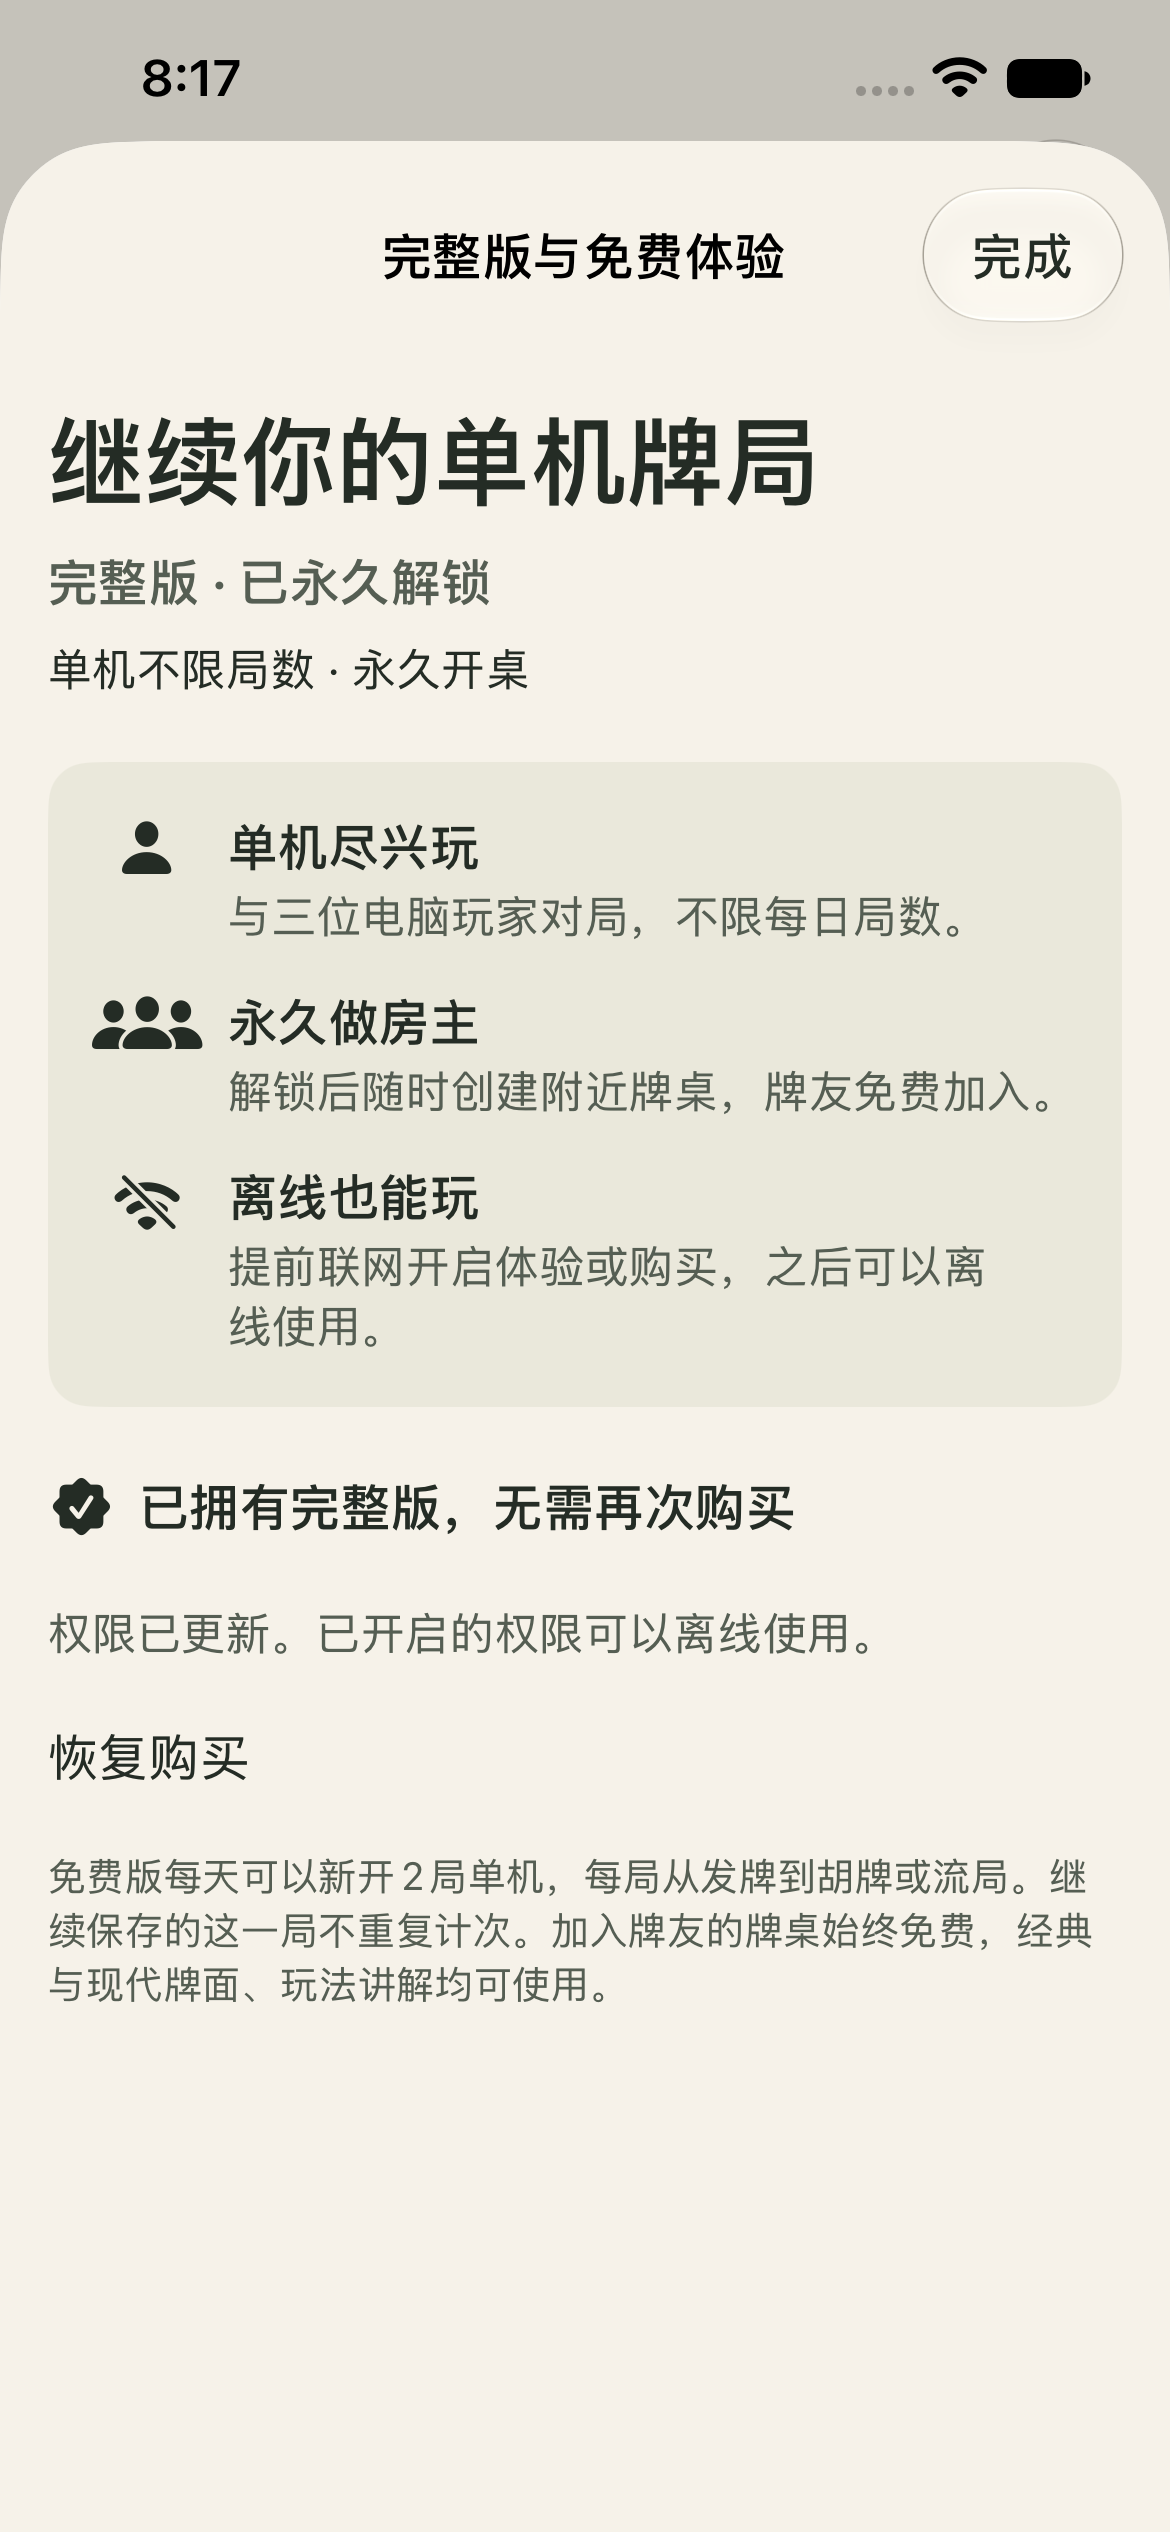 8:17
完整版与免费体验
完成
继续你的单机牌局
完整版 · 已永久解锁
单机不限局数 · 永久开桌
单机尽兴玩
与三位电脑玩家对局，不限每日局数。
永久做房主
解锁后随时创建附近牌桌，牌友免费加入。
离线也能玩
提前联网开启体验或购买，之后可以离
线使用。
已拥有完整版，无需再次购买
权限已更新。已开启的权限可以离线使用。
恢复购买
免费版每天可以新开 2 局单机，每局从发牌到胡牌或流局。继
续保存的这一局不重复计次。加入牌友的牌桌始终免费，经典
与现代牌面、玩法讲解均可使用。